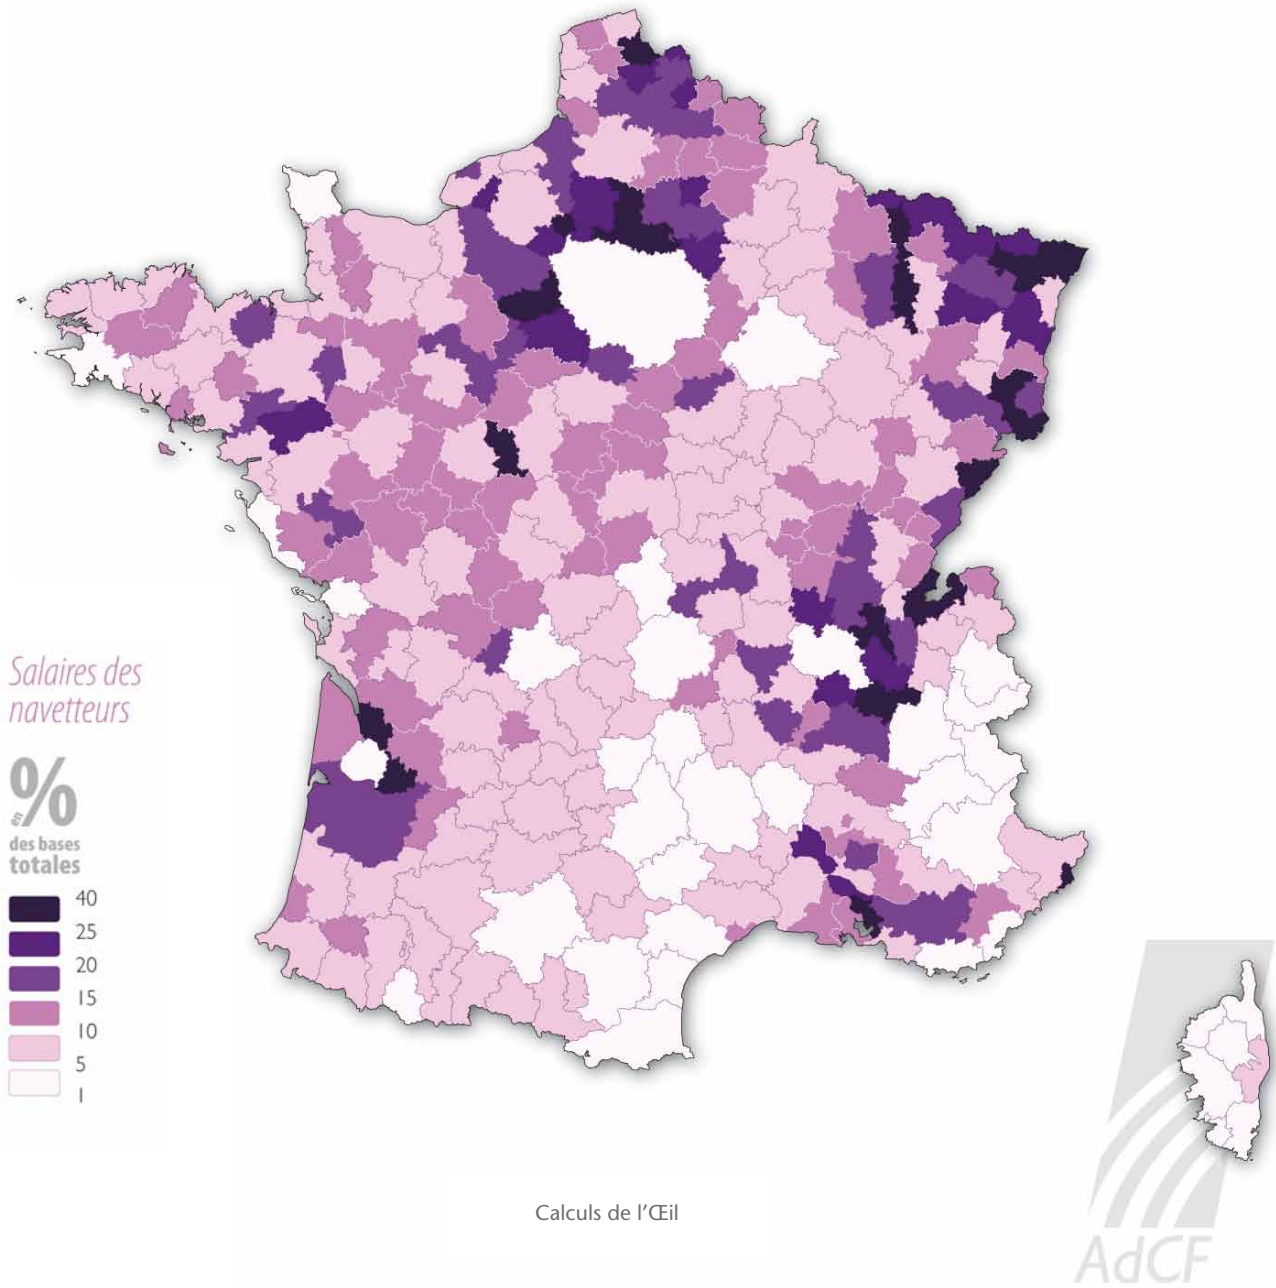 Salaires des
navetteurs
en %
des bases
totales
40
25
20
15
10
5
1
Calculs de l'Œil
AdCF